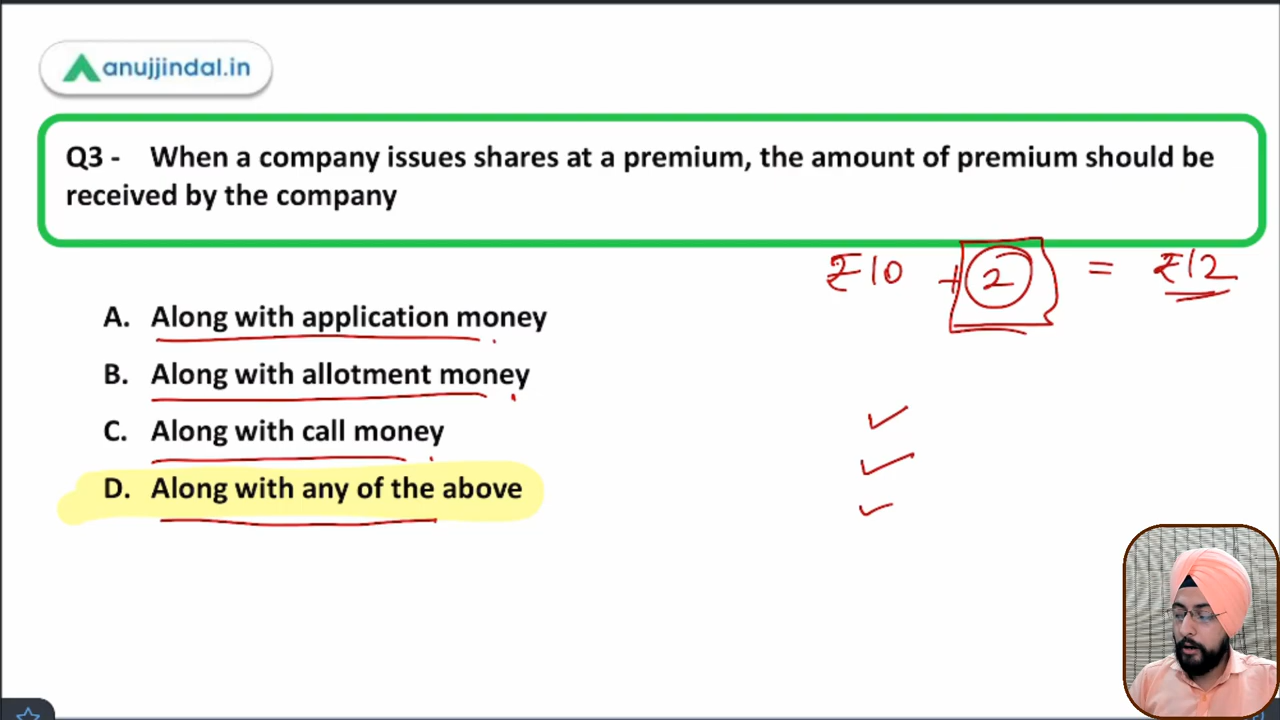 anujjindal.in
Q3 - When a company issues shares at a premium, the amount of premium should be
received by the company
₹10 + 2 = ₹12
A. Along with application money
B. Along with allotment money
C. Along with call money
D. Along with any of the above